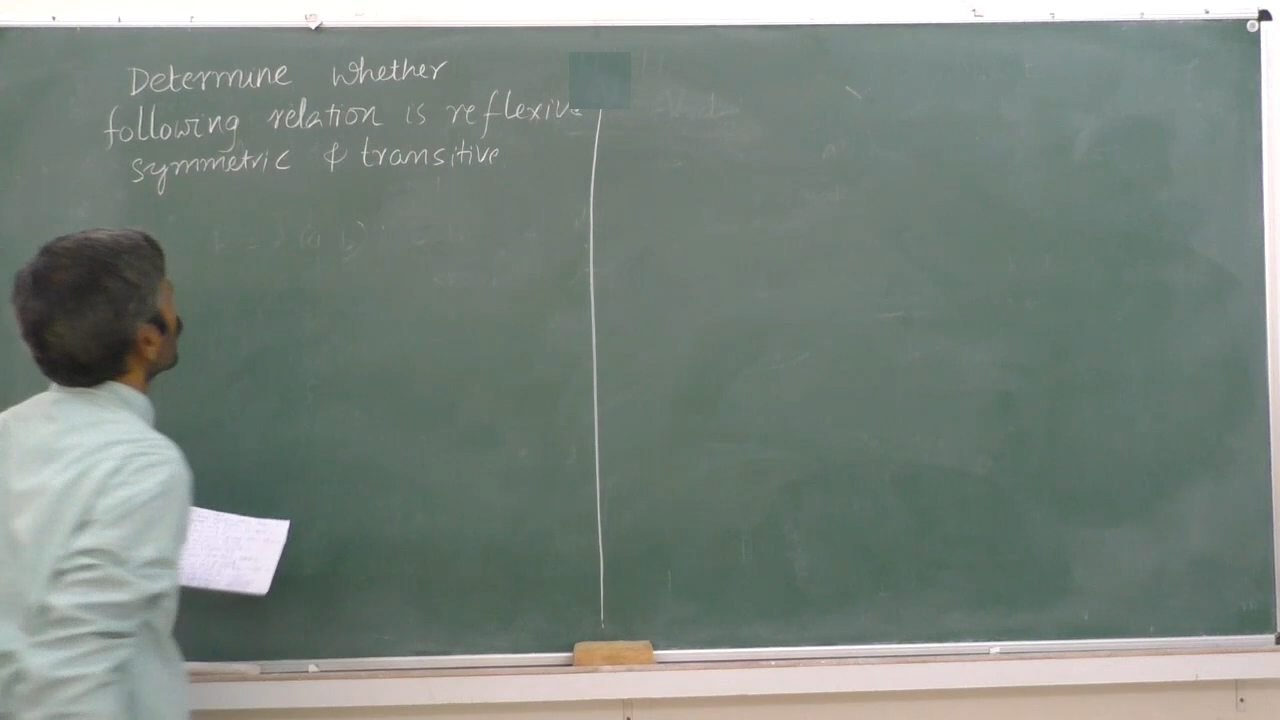 Determine whether
following relation is reflexive
symmetric & transitive